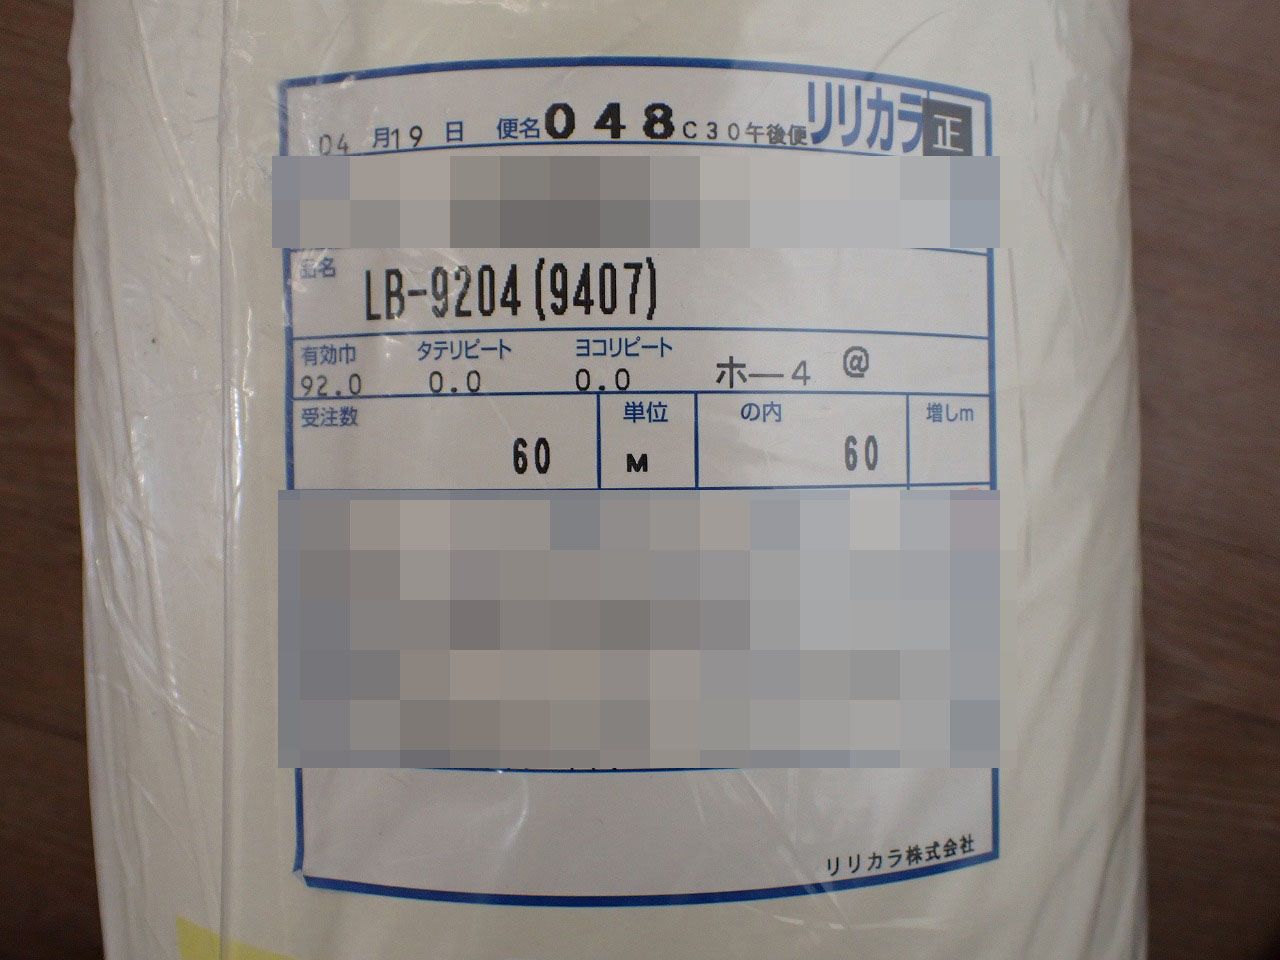 04 月19 日 便名048C30午後便リリカラ正
品名 LB-9204(9407)
有効巾 タテリピート ヨコリピート
92.0 0.0 0.0 ホ―4 @
受注数 単位 の内 増しm
60 M 60
リリカラ株式会社